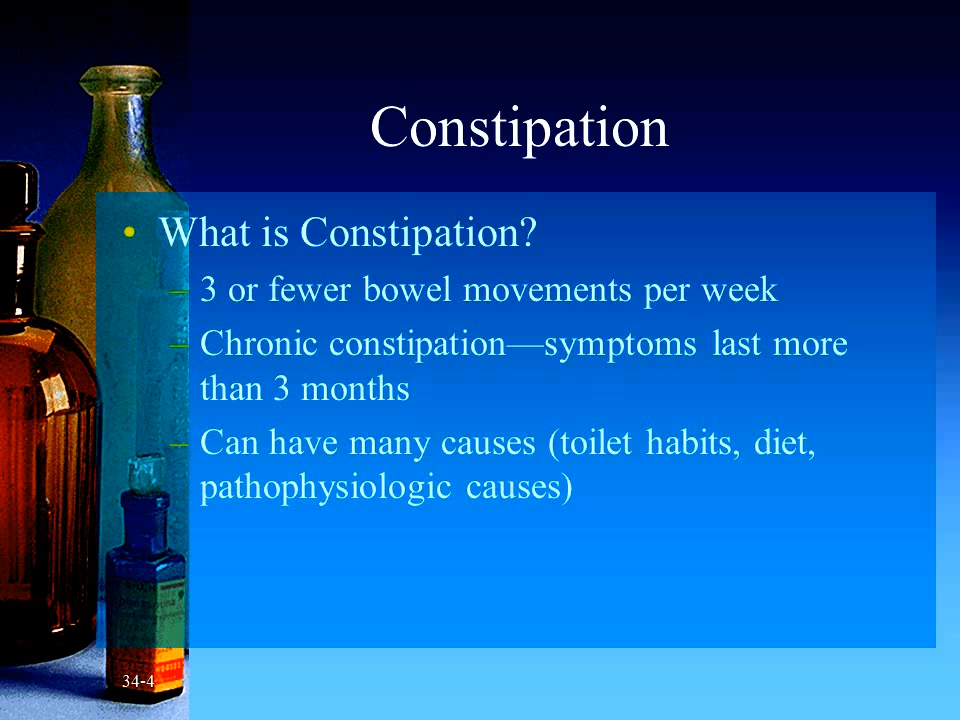 Constipation
• What is Constipation?
– 3 or fewer bowel movements per week
– Chronic constipation—symptoms last more
than 3 months
– Can have many causes (toilet habits, diet,
pathophysiologic causes)
34-4